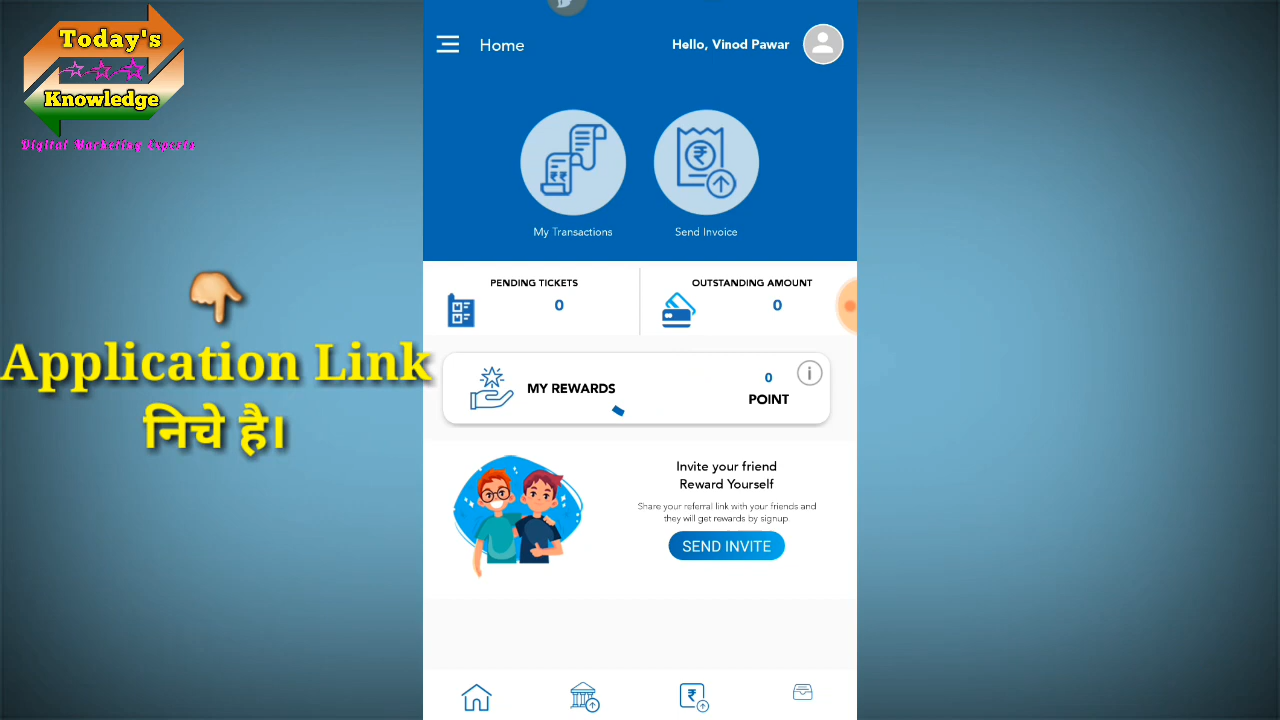 Today's
Knowledge
Digital Marketing Experts
Home
Hello, Vinod Pawar
My Transactions
Send Invoice
PENDING TICKETS
0
OUTSTANDING AMOUNT
0
Application Link
निचे है।
MY REWARDS
0
POINT
Invite your friend
Reward Yourself
Share your referral link with your friends and
they will get rewards by signup
SEND INVITE